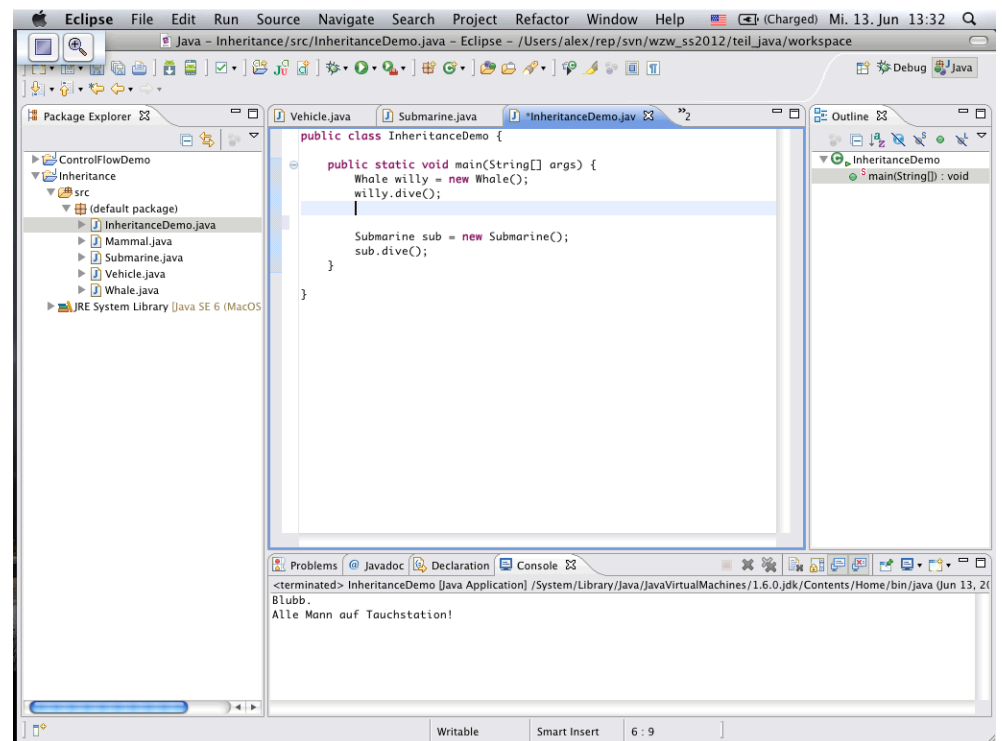 Eclipse File Edit Run Source Navigate Search Project Refactor Window Help (Charged) Mi. 13. Jun 13:32
Java – Inheritance/src/InheritanceDemo.java – Eclipse – /Users/alex/rep/svn/wzw_ss2012/teil_java/workspace
Debug Java
Package Explorer
ControlFlowDemo
Inheritance
src
(default package)
InheritanceDemo.java
Mammal.java
Submarine.java
Vehicle.java
Whale.java
JRE System Library [Java SE 6 (MacOS
Vehicle.java Submarine.java *InheritanceDemo.jav »2
public class InheritanceDemo {
public static void main(String[] args) {
Whale willy = new Whale();
willy.dive();
Submarine sub = new Submarine();
sub.dive();
}
}
Outline
InheritanceDemo
main(String[]) : void
Problems @ Javadoc Declaration Console
<terminated> InheritanceDemo [Java Application] /System/Library/Java/JavaVirtualMachines/1.6.0.jdk/Contents/Home/bin/java (Jun 13, 20
Blubb.
Alle Mann auf Tauchstation!
Writable Smart Insert 6 : 9